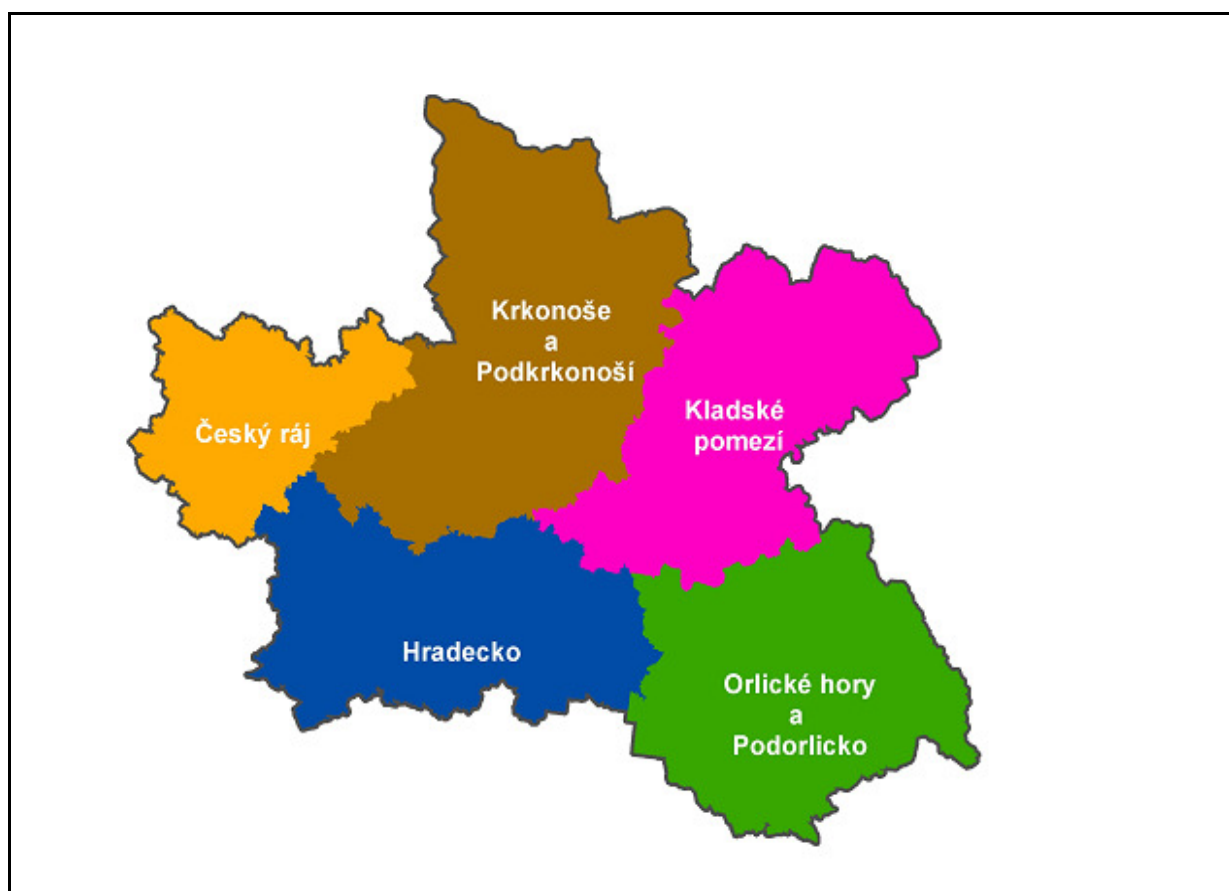 Krkonoše
a
Podkrkonoší
Český ráj
Kladské
pomezí
Hradecko
Orlické hory
a
Podorlicko